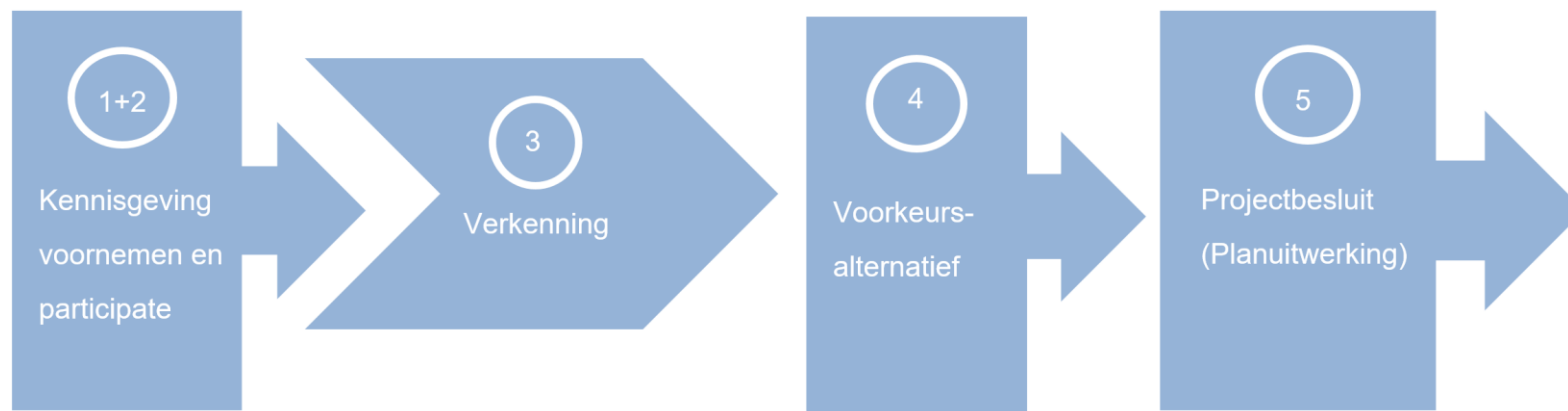 1+2
Kennisgeving
voornemen en
participate
3
Verkenning
4
Voorkeurs-
alternatief
5
Projectbesluit
(Planuitwerking)